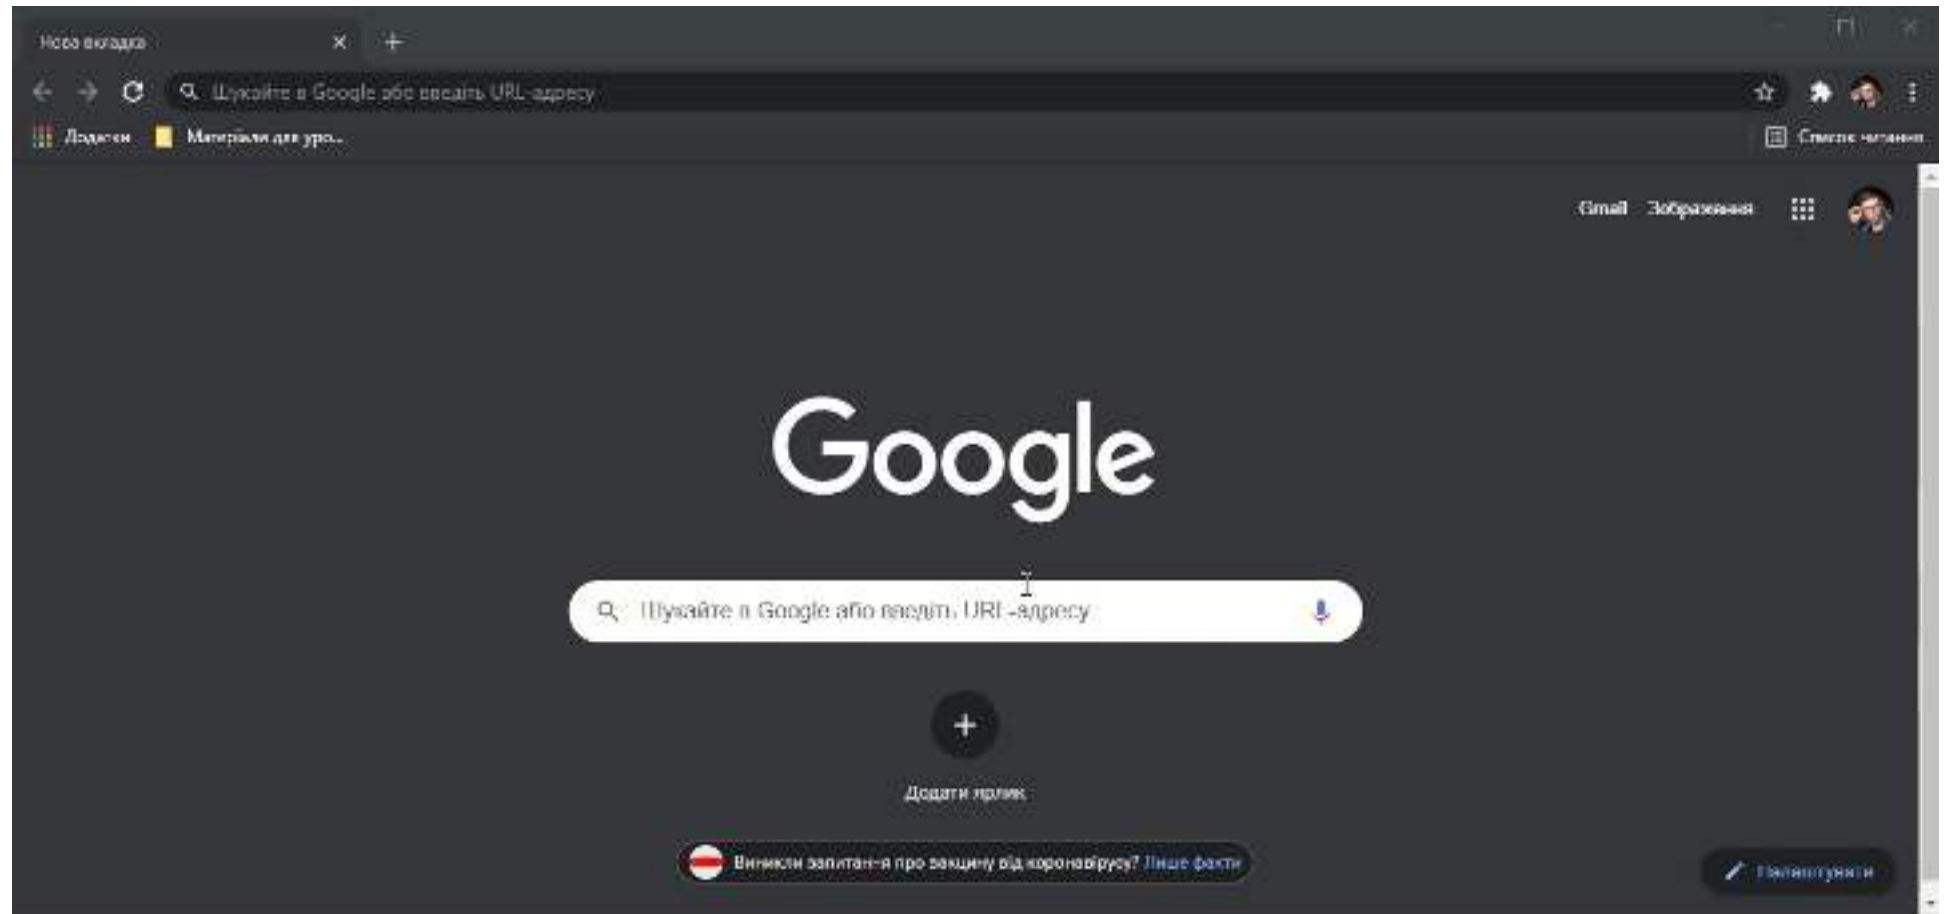 Нова вкладка
Шукайте в Google або введіть URL-адресу
Додатки Матеріали для уро...
Список читання
Gmail Зображення
Google
Шукайте в Google або введіть URL-адресу
Додати ярлик
Виникли запитання про вакцину від коронавірусу? Лише факти
Налаштувати